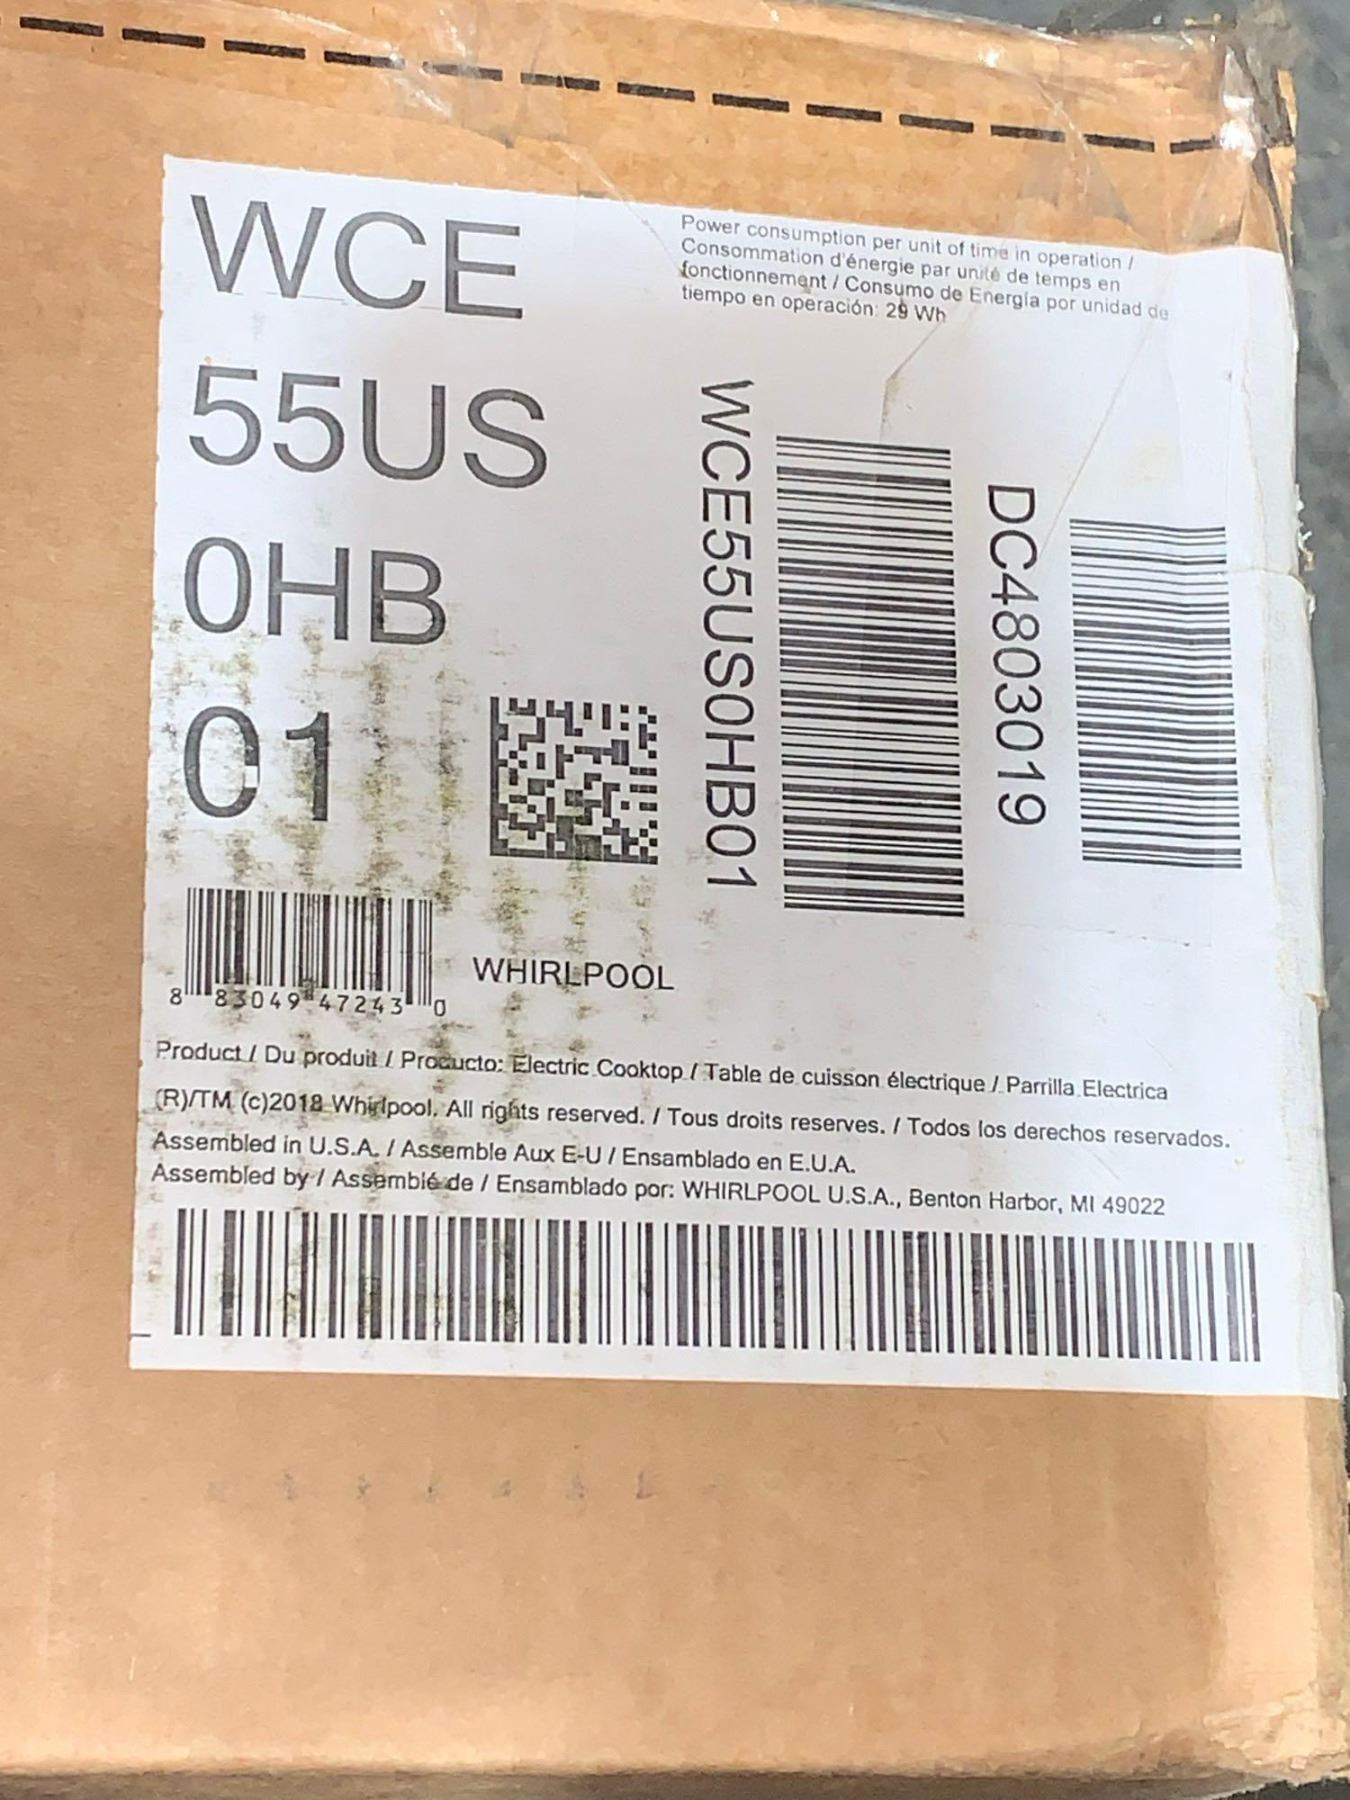 WCE
55US
0HB
01
Power consumption per unit of time in operation /
Consommation d'énergie par unité de temps en
fonctionnement / Consumo de Energía por unidad de
tiempo en operación: 29 Wh
WCE55US0HB01
DC4803019
8 83049 47243 0
WHIRLPOOL
Product / Du produit / Producto: Electric Cooktop / Table de cuisson électrique / Parrilla Electrica
(R)/TM (c)2018 Whirlpool. All rights reserved. / Tous droits reserves. / Todos los derechos reservados.
Assembled in U.S.A. / Assemble Aux E-U / Ensamblado en E.U.A.
Assembled by / Assemblé de / Ensamblado por: WHIRLPOOL U.S.A., Benton Harbor, MI 49022